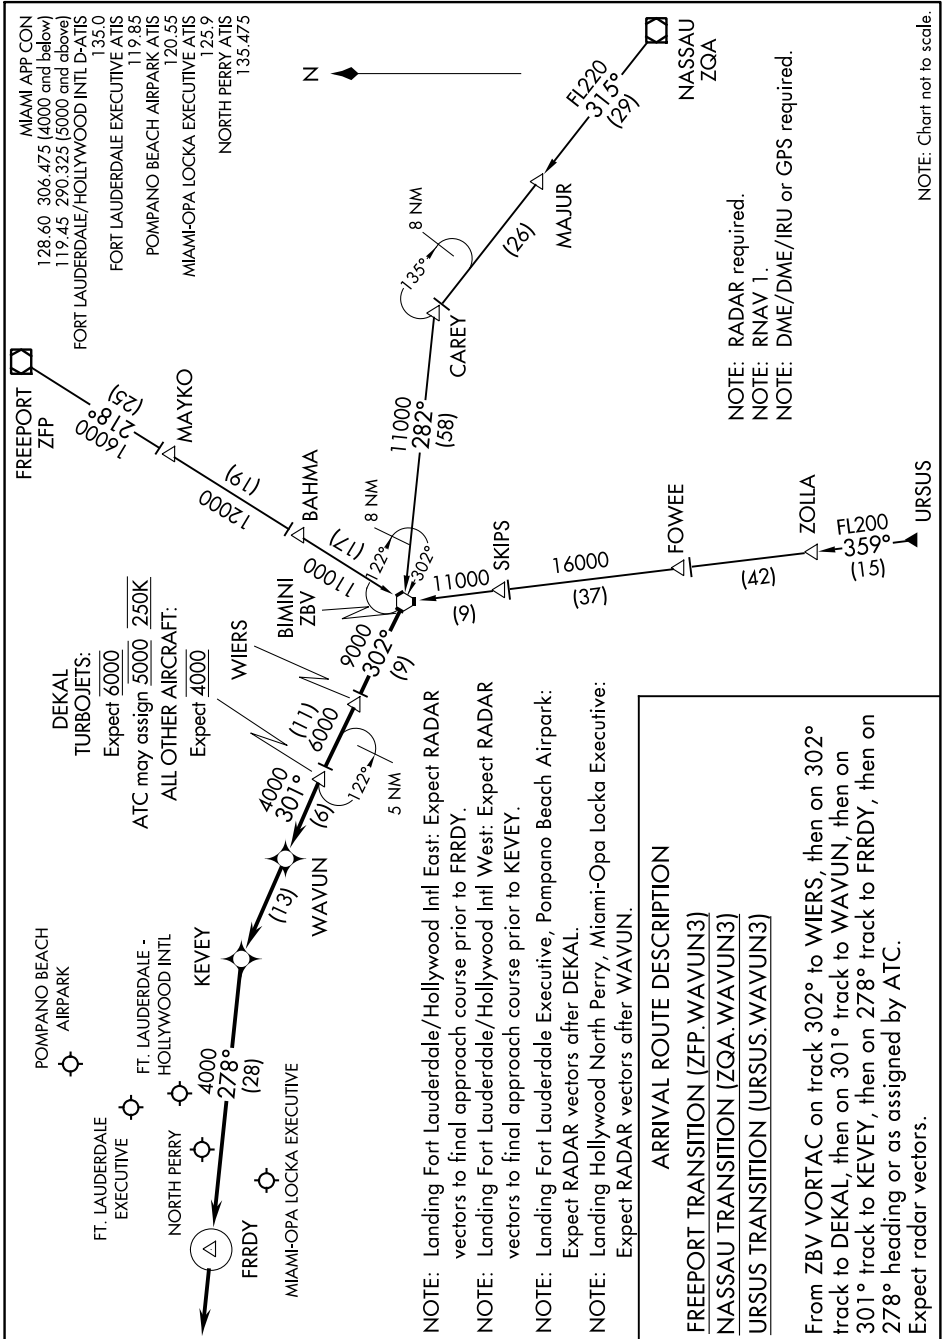 MIAMI APP CON
128.60 306.475 (4000 and below)
119.45 290.325 (5000 and above)
FORT LAUDERDALE/HOLLYWOOD INTL D-ATIS
135.0
FORT LAUDERDALE EXECUTIVE ATIS
119.85
POMPANO BEACH AIRPARK ATIS
120.55
MIAMI-OPA LOCKA EXECUTIVE ATIS
125.9
NORTH PERRY ATIS
135.475
N
NASSAU
ZQA
FL220
315°
(29)
MAJUR
(26)
8 NM
135°
CAREY
11000
282°
(58)
FREEPORT
ZFP
16000
218°
(25)
MAYKO
12000
(19)
BAHMA
11000
(17)
8 NM
122°
302°
BIMINI
ZBV
SKIPS
11000
(9)
16000
(37)
FOWEE
(42)
ZOLLA
FL200
359°
(15)
URSUS
NOTE: RADAR required.
NOTE: RNAV 1.
NOTE: DME/DME/IRU or GPS required.
NOTE: Chart not to scale.
DEKAL
TURBOJETS:
Expect 6000
ATC may assign 5000 250K
ALL OTHER AIRCRAFT:
Expect 4000
WIERS
9000
302°
(9)
(11)
6000
4000
301°
(6)
122°
5 NM
WAVUN
(13)
KEVEY
4000
278°
(28)
FRRDY
POMPANO BEACH
AIRPARK
FT. LAUDERDALE -
HOLLYWOOD INTL
FT. LAUDERDALE
EXECUTIVE
NORTH PERRY
MIAMI-OPA LOCKA EXECUTIVE
NOTE: Landing Fort Lauderdale/Hollywood Intl East: Expect RADAR
vectors to final approach course prior to FRRDY.
NOTE: Landing Fort Lauderdale/Hollywood Intl West: Expect RADAR
vectors to final approach course prior to KEVEY.
NOTE: Landing Fort Lauderdale Executive, Pompano Beach Airpark:
Expect RADAR vectors after DEKAL.
NOTE: Landing Hollywood North Perry, Miami-Opa Locka Executive:
Expect RADAR vectors after WAVUN.
ARRIVAL ROUTE DESCRIPTION
FREEPORT TRANSITION (ZFP.WAVUN3)
NASSAU TRANSITION (ZQA.WAVUN3)
URSUS TRANSITION (URSUS.WAVUN3)
From ZBV VORTAC on track 302° to WIERS, then on 302°
track to DEKAL, then on 301° track to WAVUN, then on
301° track to KEVEY, then on 278° track to FRRDY, then on
278° heading or as assigned by ATC.
Expect radar vectors.